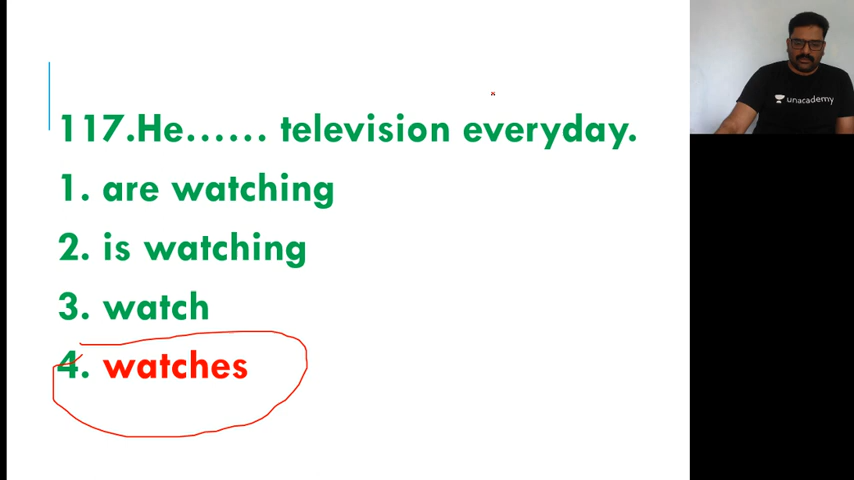 117.He...... television everyday.
1. are watching
2. is watching
3. watch
4. watches
unacademy